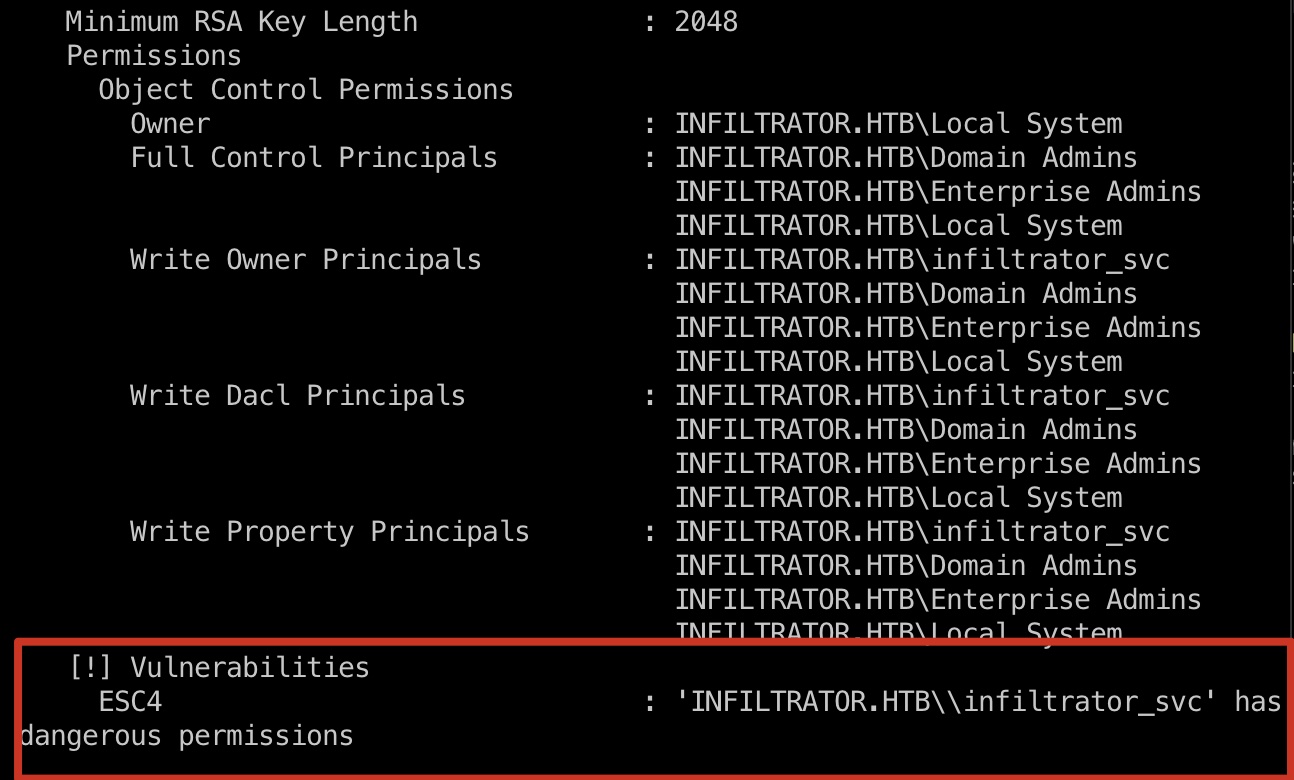 Minimum RSA Key Length : 2048
Permissions
Object Control Permissions
Owner : INFILTRATOR.HTB\Local System
Full Control Principals : INFILTRATOR.HTB\Domain Admins
INFILTRATOR.HTB\Enterprise Admins
INFILTRATOR.HTB\Local System
Write Owner Principals : INFILTRATOR.HTB\infiltrator_svc
INFILTRATOR.HTB\Domain Admins
INFILTRATOR.HTB\Enterprise Admins
INFILTRATOR.HTB\Local System
Write Dacl Principals : INFILTRATOR.HTB\infiltrator_svc
INFILTRATOR.HTB\Domain Admins
INFILTRATOR.HTB\Enterprise Admins
INFILTRATOR.HTB\Local System
Write Property Principals : INFILTRATOR.HTB\infiltrator_svc
INFILTRATOR.HTB\Domain Admins
INFILTRATOR.HTB\Enterprise Admins
INFILTRATOR.HTB\Local System
[!] Vulnerabilities
ESC4 : 'INFILTRATOR.HTB\\infiltrator_svc' has
dangerous permissions